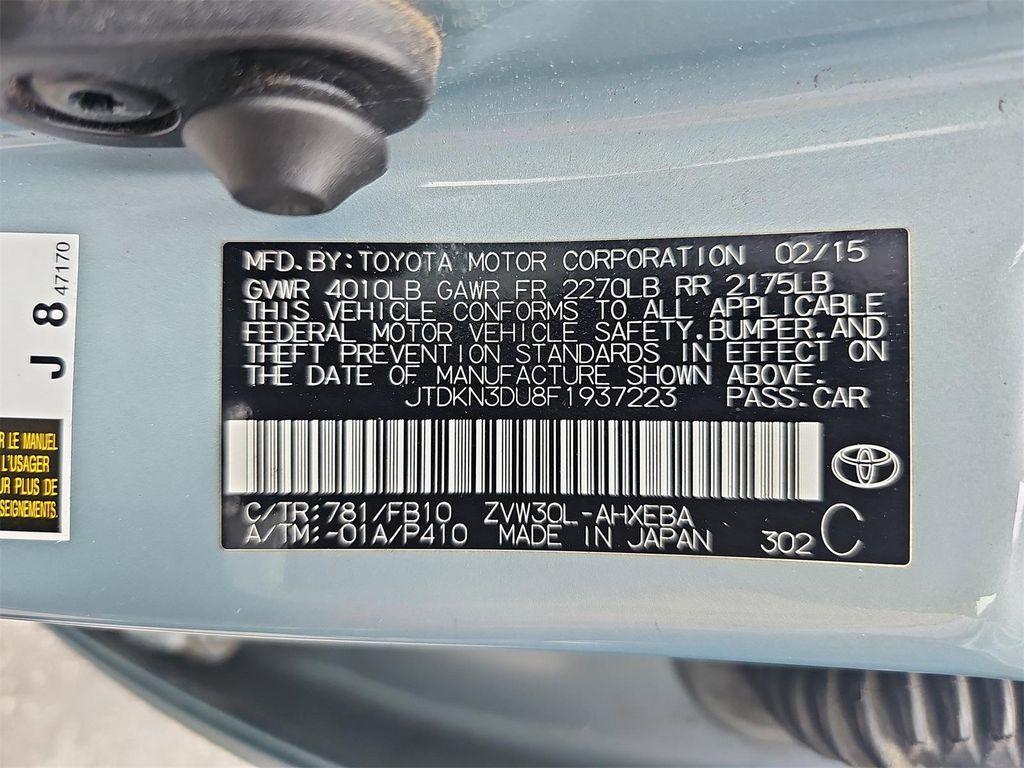 MFD.BY:TOYOTA MOTOR CORPORATION 02/15
GVWR 4010LB GAWR FR 2270LB RR 2175LB
THIS VEHICLE CONFORMS TO ALL APPLICABLE
FEDERAL MOTOR VEHICLE SAFETY.BUMPER.AND
THEFT PREVENTION STANDARDS IN EFFECT ON
THE DATE OF MANUFACTURE SHOWN ABOVE.
JTDKN3DU8F1937223 PASS.CAR
C/TR:781/FB10 ZVW30L-AHXEBA
A/TM:-01A/P410 MADE IN JAPAN 302 C
J 8 47170
R LE MANUEL
L'USAGER
UR PLUS DE
SEIGNEMENTS.